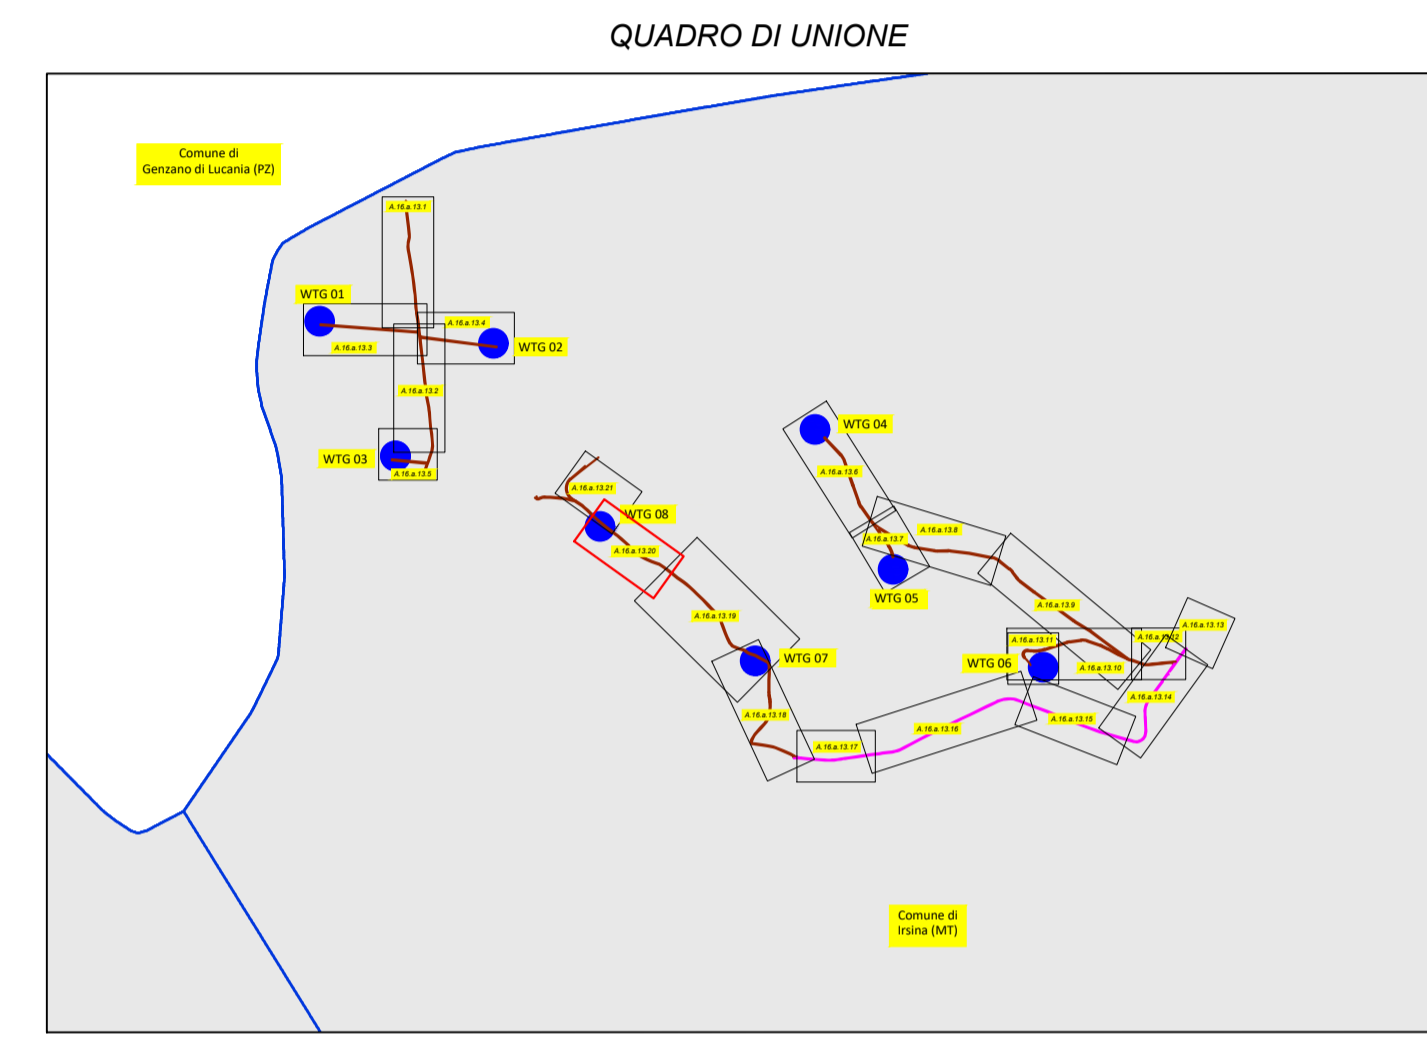 QUADRO DI UNIONE
Comune di
Genzano di Lucania (PZ)
A.16.a.13.1
WTG 01
A.16.a.13.4
A.16.a.13.3
WTG 02
A.16.a.13.2
WTG 03
A.16.a.13.5
WTG 04
A.16.a.13.6
A.16.a.13.21
WTG 08
A.16.a.13.20
A.16.a.13.8
A.16.a.13.7
WTG 05
A.16.a.13.9
A.16.a.13.19
A.16.a.13.13
A.16.a.13.12
A.16.a.13.11
WTG 07
WTG 06
A.16.a.13.10
A.16.a.13.14
A.16.a.13.18
A.16.a.13.15
A.16.a.13.16
A.16.a.13.17
Comune di
Irsina (MT)